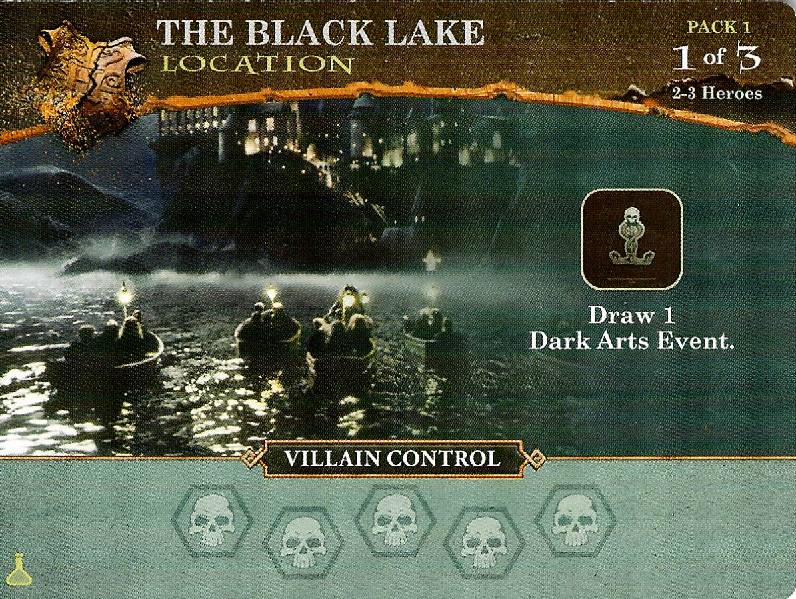 THE BLACK LAKE
LOCATION
PACK 1
1 of 3
2-3 Heroes
Draw 1
Dark Arts Event.
VILLAIN CONTROL